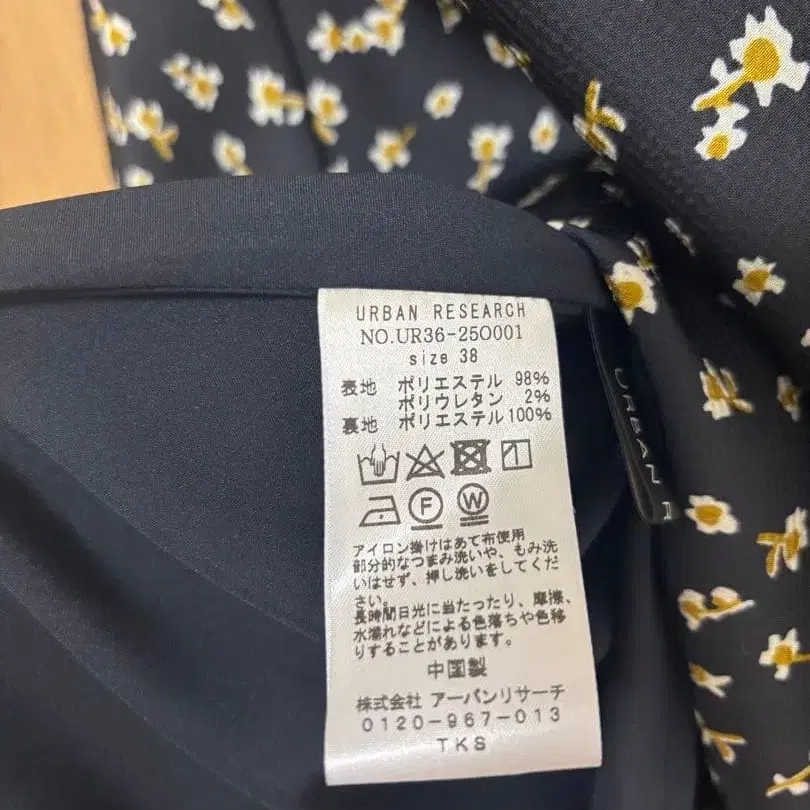 URBAN RESEARCH
NO.UR36-25O001
size 38
表地 ポリエステル 98%
ポリウレタン 2%
裏地 ポリエステル 100%
F W
アイロン掛けはあて布使用
部分的なつまみ洗いや、もみ洗
いはせず、押し洗いをしてくだ
さい。
長時間日光に当たったり、摩擦、
水濡れなどによる色落ちや色移
りすることがあります。
中国製
株式会社 アーバンリサーチ
0120-967-013
TKS
URBAN R